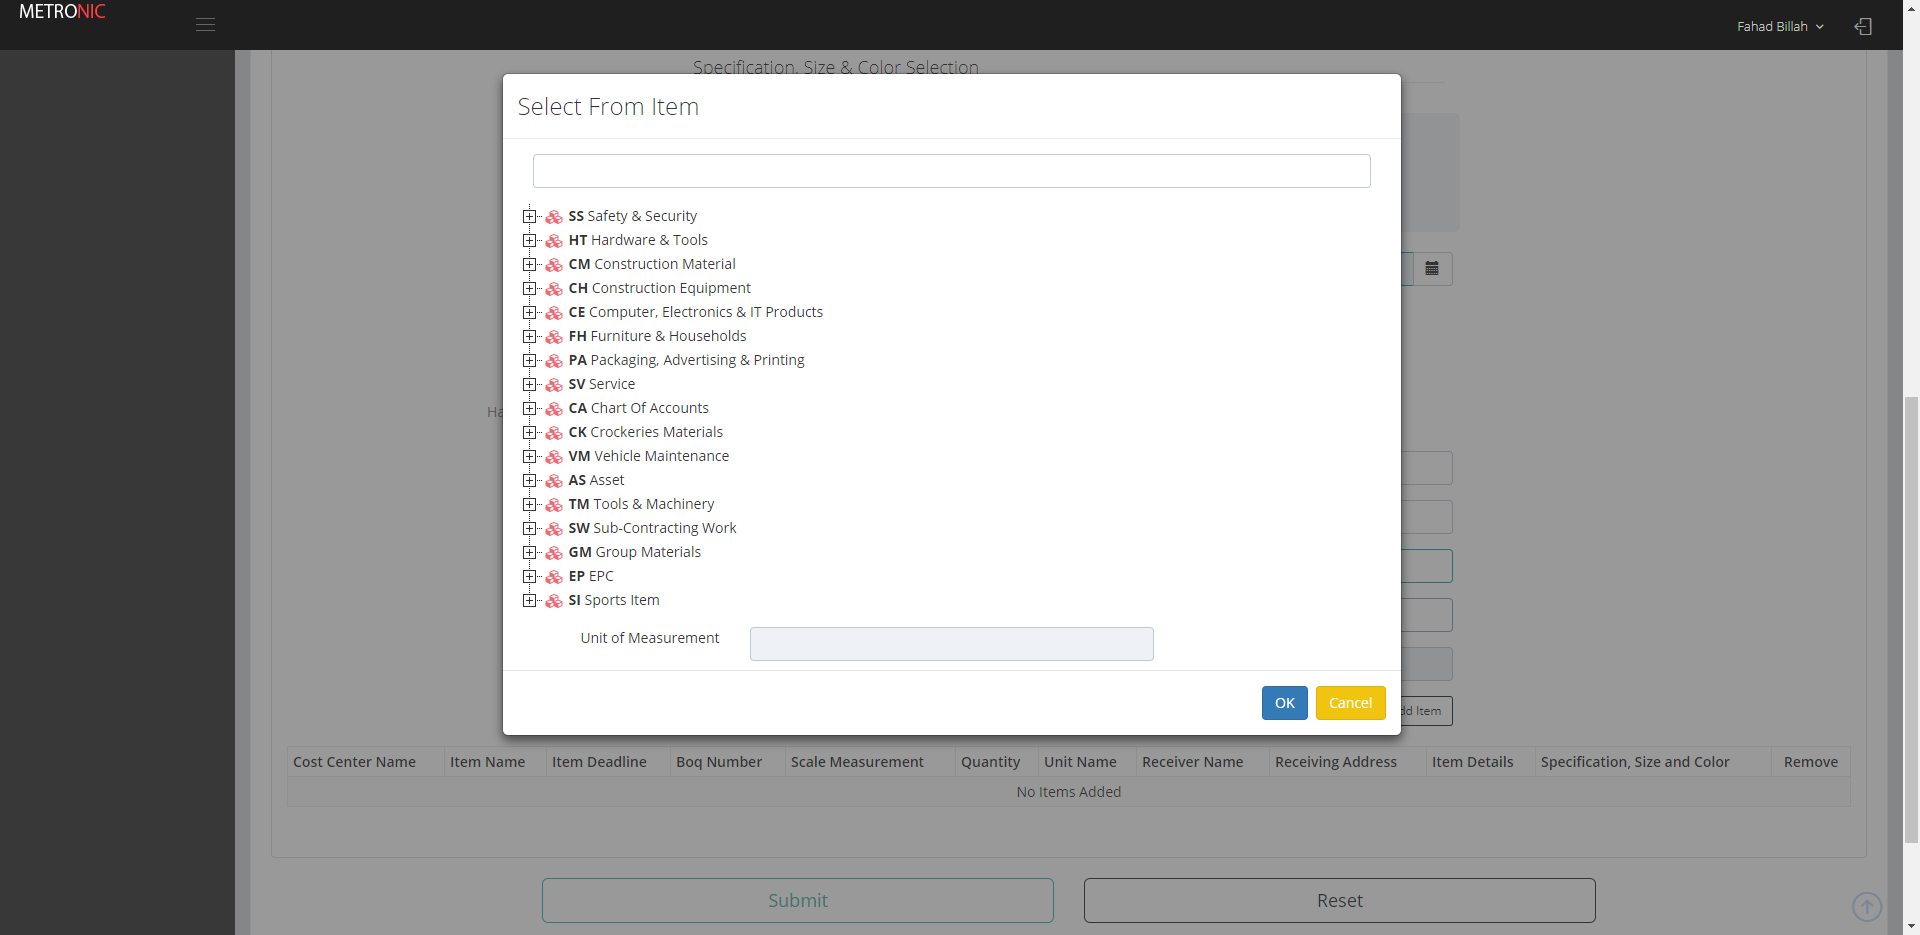 METRONIC
Fahad Billah
Specification, Size & Color Selection
Select From Item
SS Safety & Security
HT Hardware & Tools
CM Construction Material
CH Construction Equipment
CE Computer, Electronics & IT Products
FH Furniture & Households
PA Packaging, Advertising & Printing
SV Service
CA Chart Of Accounts
Ha
CK Crockeries Materials
VM Vehicle Maintenance
AS Asset
TM Tools & Machinery
SW Sub-Contracting Work
GM Group Materials
EP EPC
SI Sports Item
Unit of Measurement
OK Cancel
dd Item
Cost Center Name Item Name Item Deadline Boq Number Scale Measurement Quantity Unit Name Receiver Name Receiving Address Item Details Specification, Size and Color Remove
No Items Added
Submit Reset